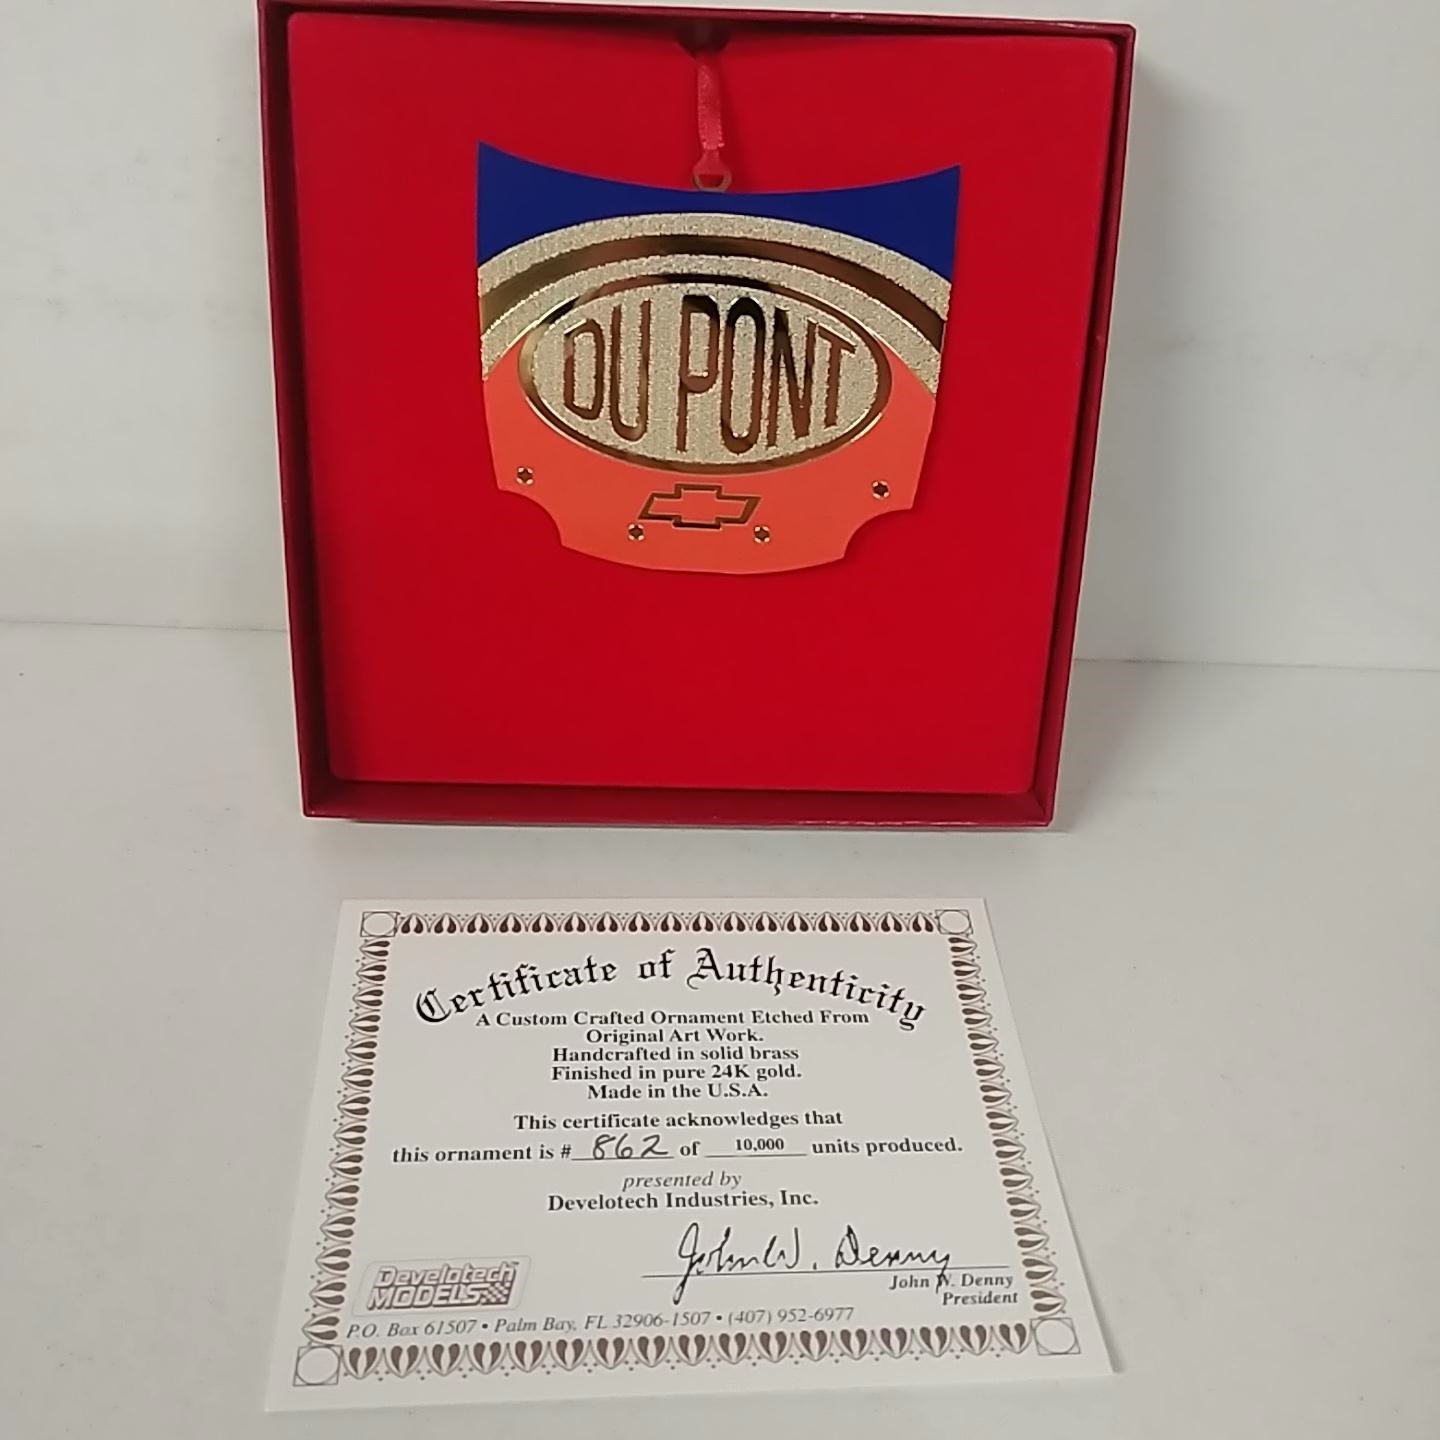 DU PONT
Certificate of Authenticity
A Custom Crafted Ornament Etched From
Original Art Work.
Handcrafted in solid brass
Finished in pure 24K gold.
Made in the U.S.A.
This certificate acknowledges that
this ornament is # 862 of 10,000 units produced.
presented by
Develotech Industries, Inc.
John W. Denny
John W. Denny
President
Develotech
MODELS
P.O. Box 61507 • Palm Bay, FL 32906-1507 • (407) 952-6977